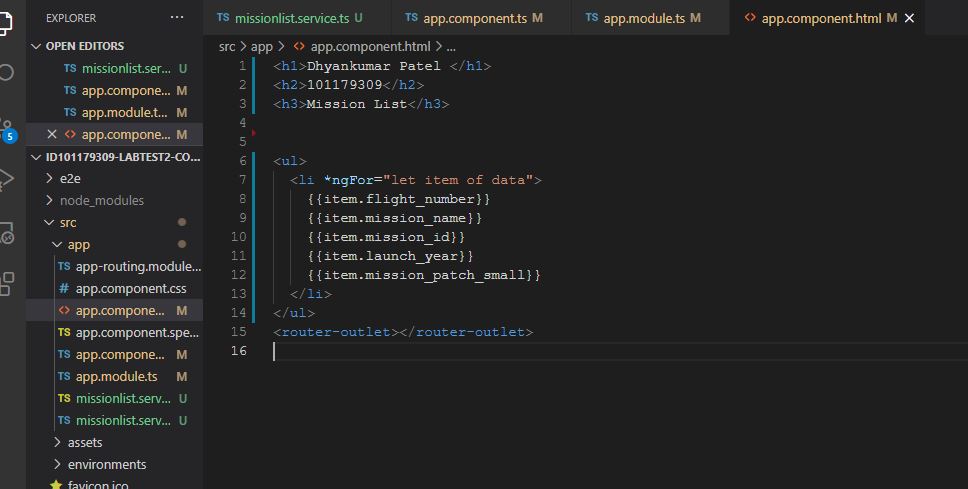 EXPLORER ...
missionlist.service.ts U app.component.ts M app.module.ts M app.component.html M
src > app > app.component.html > ...
OPEN EDITORS
TS missionlist.ser... U
TS app.compone... M
TS app.module.t... M
<> app.compone... M
5
ID101179309-LABTEST2-CO...
> e2e
> node_modules
src
app
TS app-routing.module...
# app.component.css
<> app.compone... M
TS app.component.spe...
TS app.compone... M
TS app.module.ts M
TS missionlist.serv... U
TS missionlist.serv... U
> assets
> environments
favicon.ico
1 <h1>Dhyankumar Patel </h1>
2 <h2>101179309</h2>
3 <h3>Mission List</h3>
4
5
6 <ul>
7 <li *ngFor="let item of data">
8 {{item.flight_number}}
9 {{item.mission_name}}
10 {{item.mission_id}}
11 {{item.launch_year}}
12 {{item.mission_patch_small}}
13 </li>
14 </ul>
15 <router-outlet></router-outlet>
16